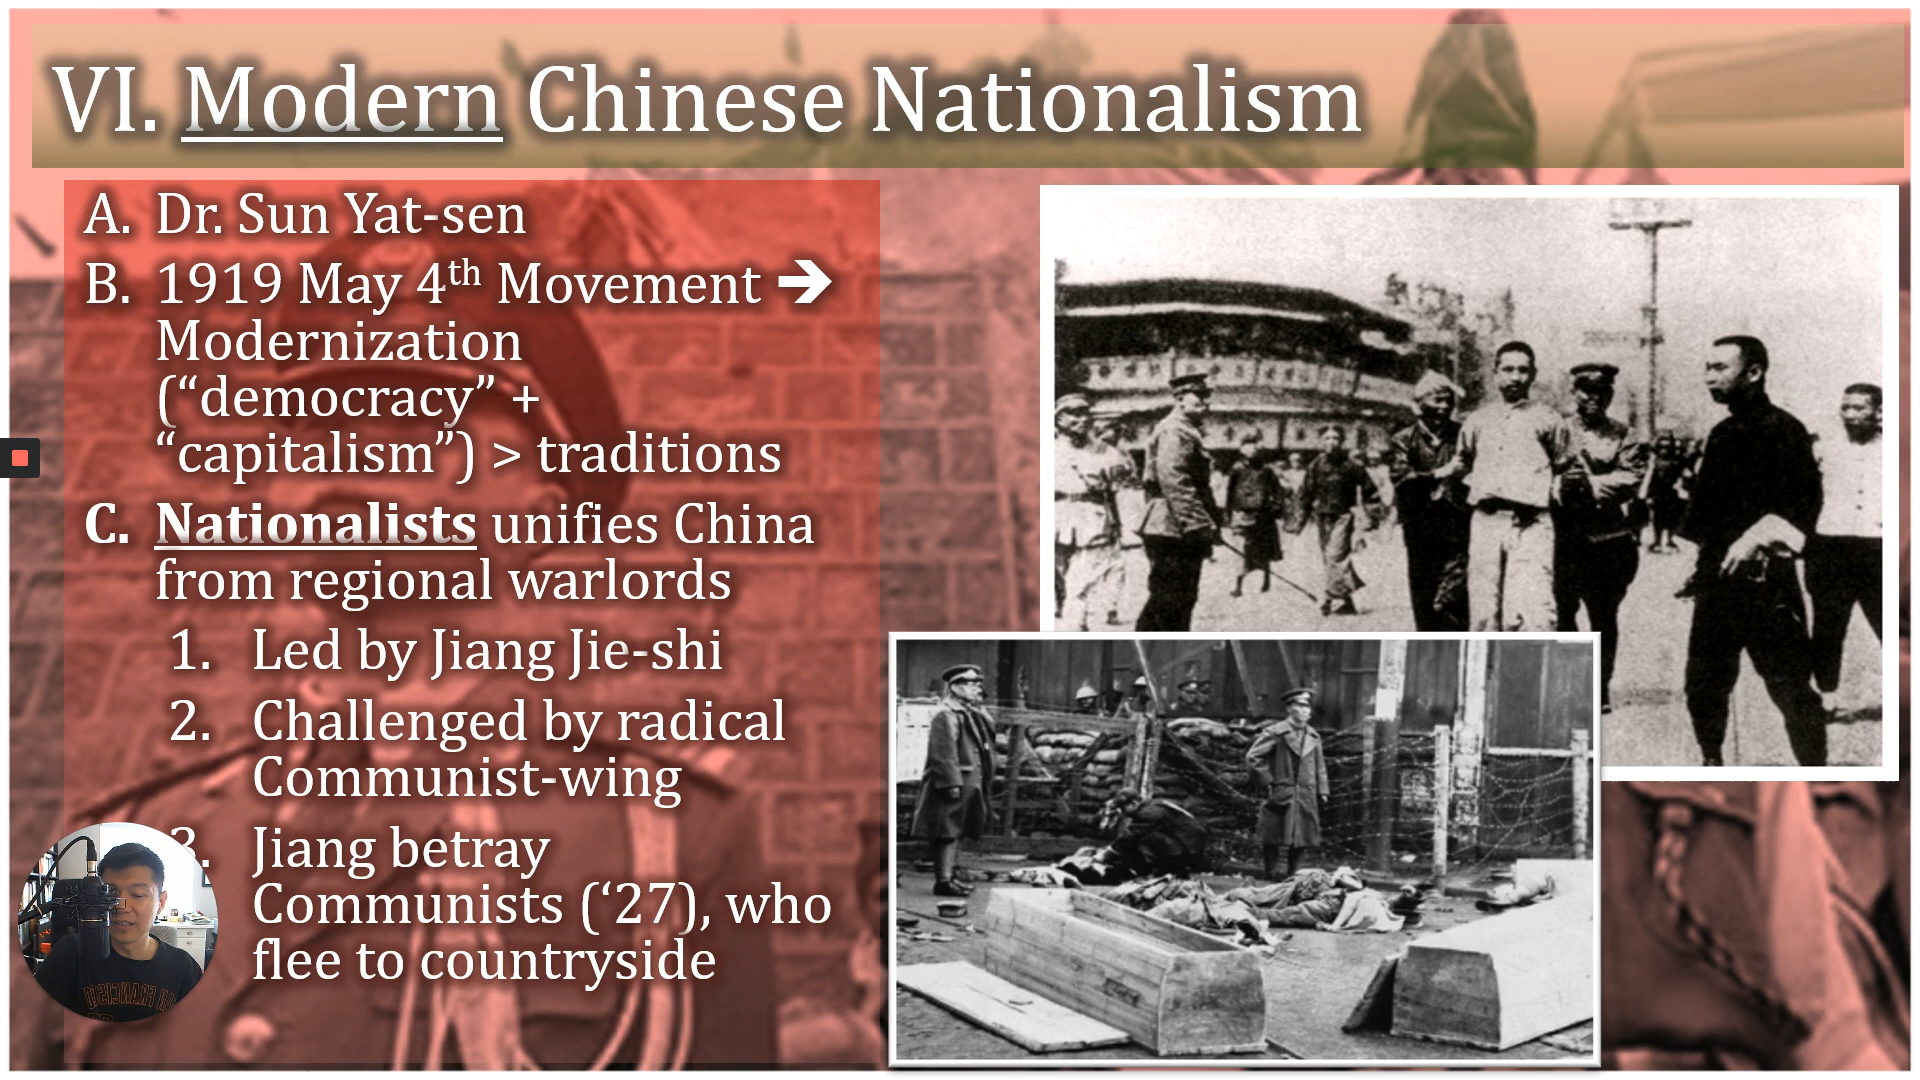 VI. Modern Chinese Nationalism
A. Dr. Sun Yat-sen
B. 1919 May 4th Movement ➔
Modernization
(“democracy” +
“capitalism”) > traditions
C. Nationalists unifies China
from regional warlords
1. Led by Jiang Jie-shi
2. Challenged by radical
Communist-wing
3. Jiang betray
Communists (‘27), who
flee to countryside